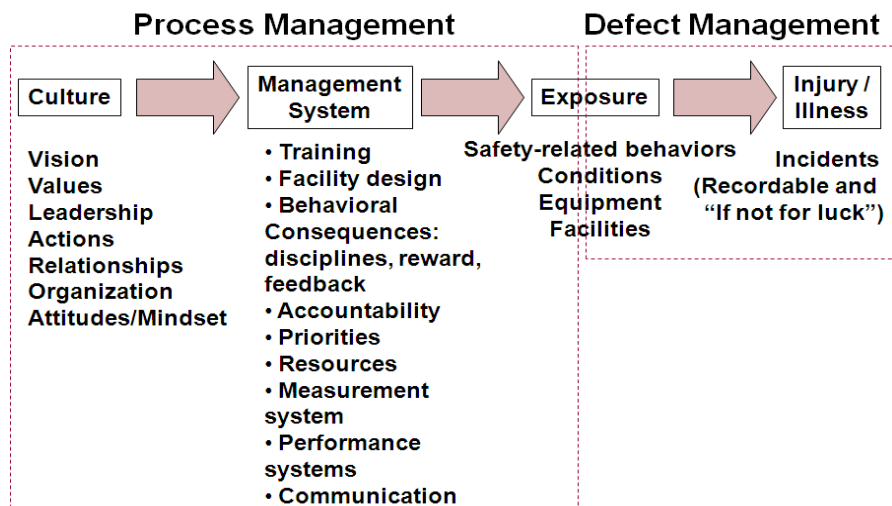 Process Management
Defect Management
Culture
Management
System
Exposure
Injury /
Illness
Vision
Values
Leadership
Actions
Relationships
Organization
Attitudes/Mindset
• Training
• Facility design
• Behavioral
Consequences:
disciplines, reward,
feedback
• Accountability
• Priorities
• Resources
• Measurement
system
• Performance
systems
• Communication
Safety-related behaviors
Conditions
Equipment
Facilities
Incidents
(Recordable and
“If not for luck”)